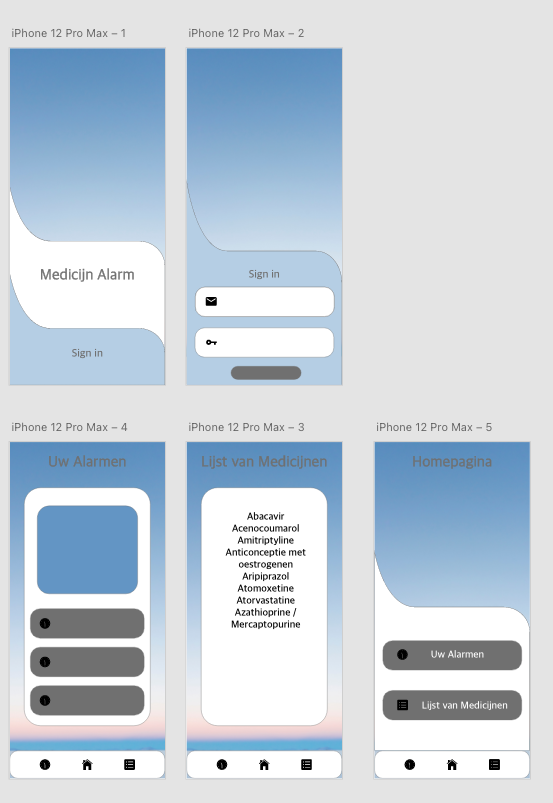 iPhone 12 Pro Max – 1
Medicijn Alarm
Sign in
iPhone 12 Pro Max – 2
Sign in
iPhone 12 Pro Max – 4
Uw Alarmen
iPhone 12 Pro Max – 3
Lijst van Medicijnen
Abacavir
Acenocoumarol
Amitriptyline
Anticonceptie met
oestrogenen
Aripiprazol
Atomoxetine
Atorvastatine
Azathioprine /
Mercaptopurine
iPhone 12 Pro Max – 5
Homepagina
Uw Alarmen
Lijst van Medicijnen